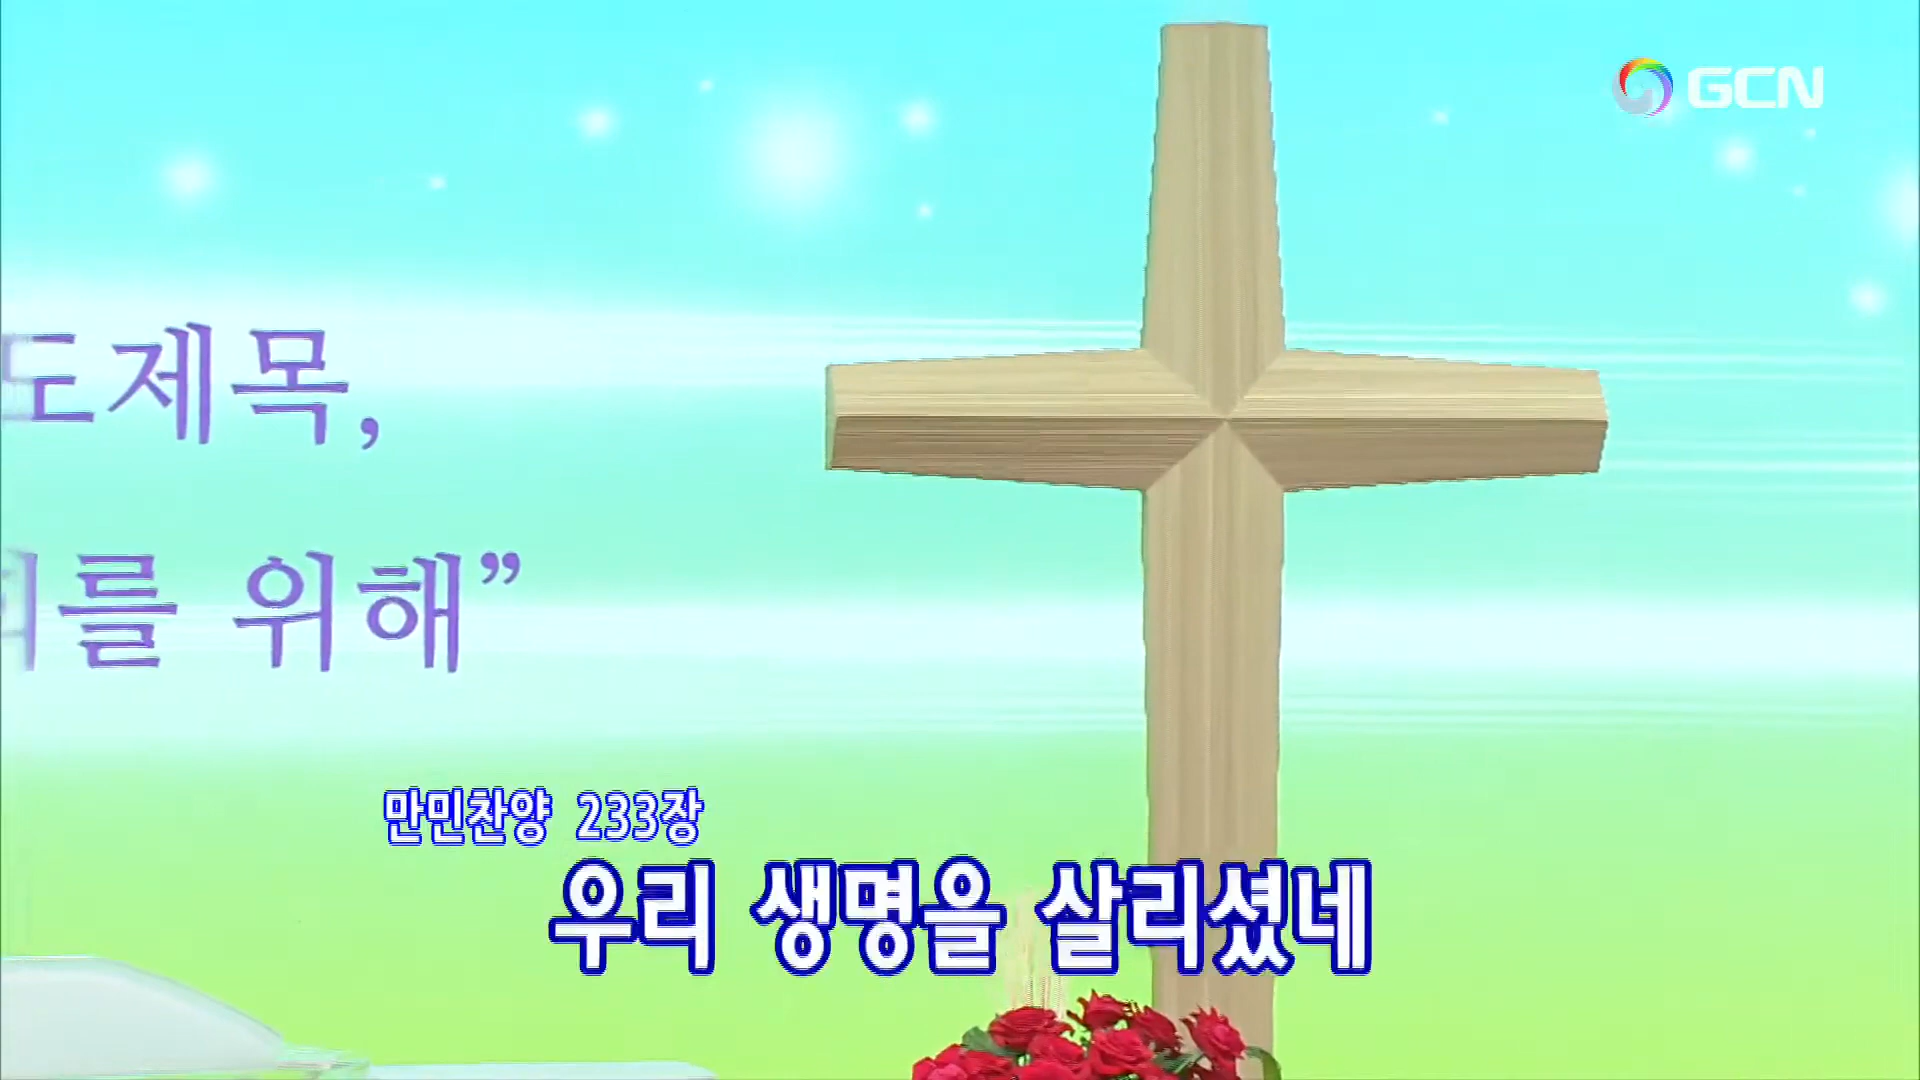 GCN
도제목,
를 위해”
만민찬양 233장
우리 생명을 살리셨네